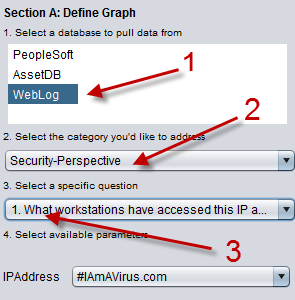 Section A: Define Graph
1. Select a database to pull data from
PeopleSoft
AssetDB
WebLog
1
2. Select the category you'd like to address
2
Security-Perspective
3. Select a specific question
1. What workstations have accessed this IP a...
4. Select available parameters
3
IPAddress #IAmAVirus.com